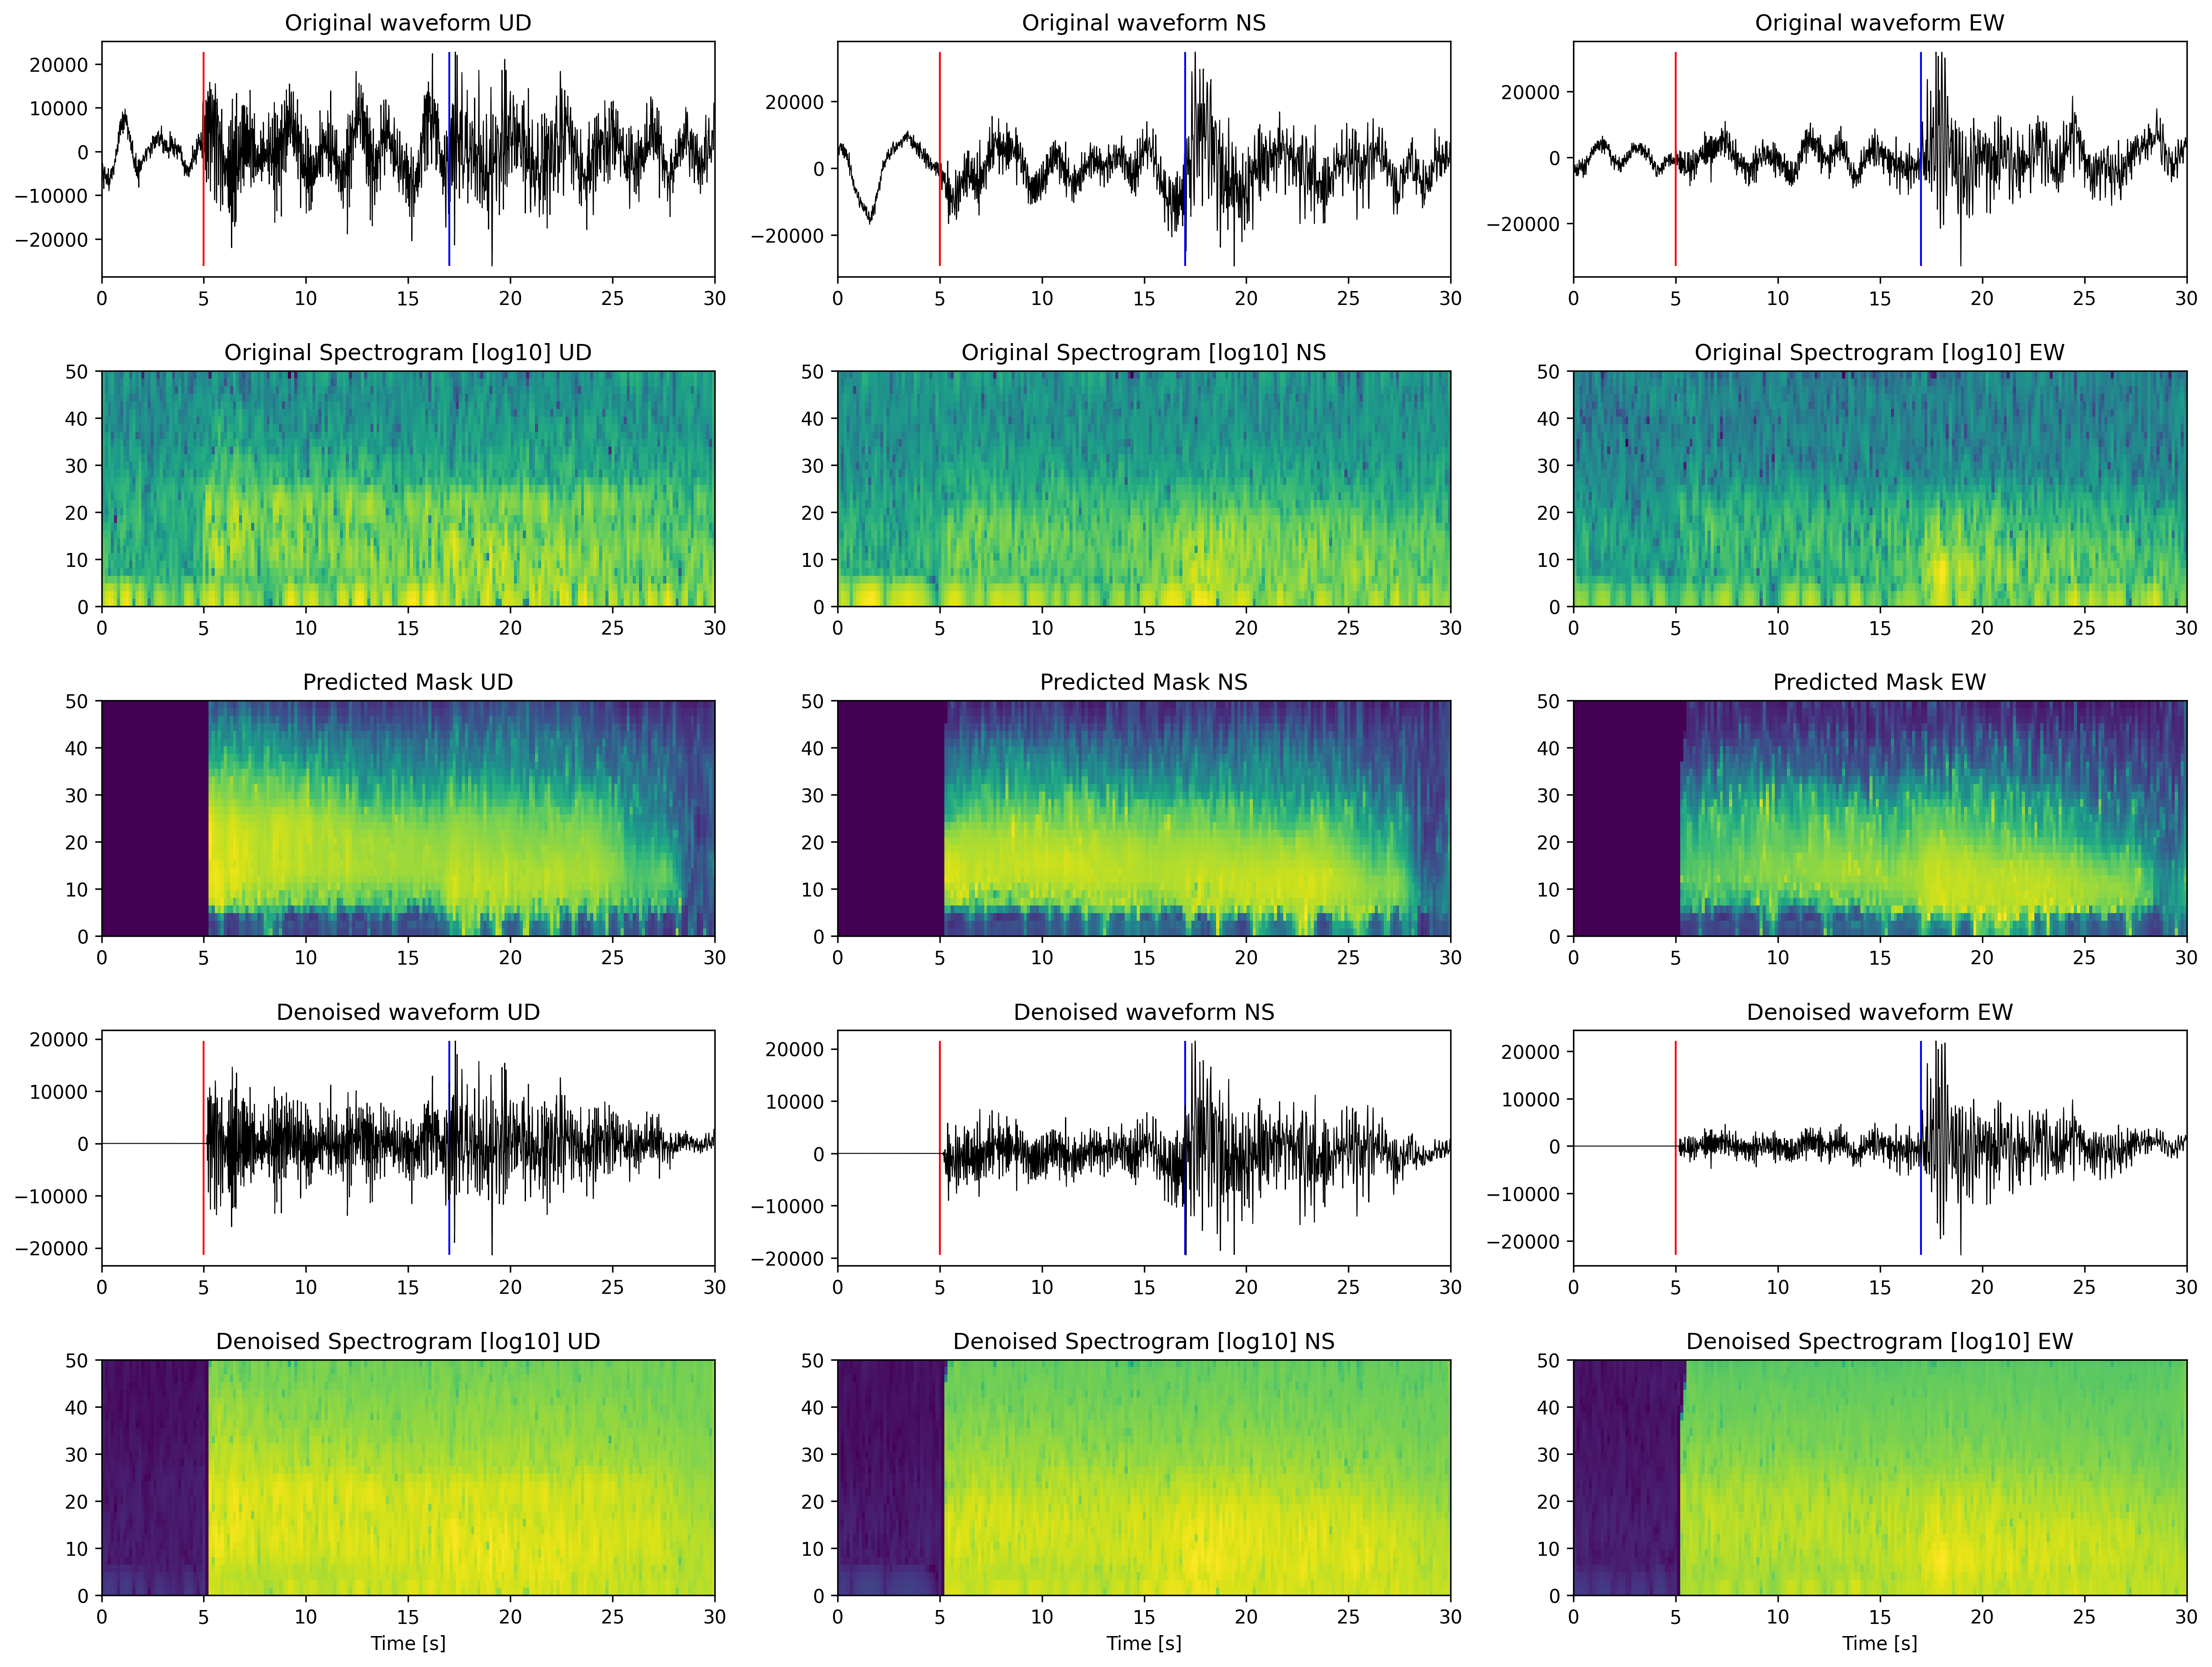 Original waveform UD
Original waveform NS
Original waveform EW
20000
10000
0
−10000
−20000
0 5 10 15 20 25 30
20000
0
−20000
0 5 10 15 20 25 30
20000
0
−20000
0 5 10 15 20 25 30
Original Spectrogram [log10] UD
Original Spectrogram [log10] NS
Original Spectrogram [log10] EW
50
40
30
20
10
0
0 5 10 15 20 25 30
50
40
30
20
10
0
0 5 10 15 20 25 30
50
40
30
20
10
0
0 5 10 15 20 25 30
Predicted Mask UD
Predicted Mask NS
Predicted Mask EW
50
40
30
20
10
0
0 5 10 15 20 25 30
50
40
30
20
10
0
0 5 10 15 20 25 30
50
40
30
20
10
0
0 5 10 15 20 25 30
Denoised waveform UD
Denoised waveform NS
Denoised waveform EW
20000
10000
0
−10000
−20000
0 5 10 15 20 25 30
20000
10000
0
−10000
−20000
0 5 10 15 20 25 30
20000
10000
0
−10000
−20000
0 5 10 15 20 25 30
Denoised Spectrogram [log10] UD
Denoised Spectrogram [log10] NS
Denoised Spectrogram [log10] EW
50
40
30
20
10
0
0 5 10 15 20 25 30
Time [s]
50
40
30
20
10
0
0 5 10 15 20 25 30
Time [s]
50
40
30
20
10
0
0 5 10 15 20 25 30
Time [s]